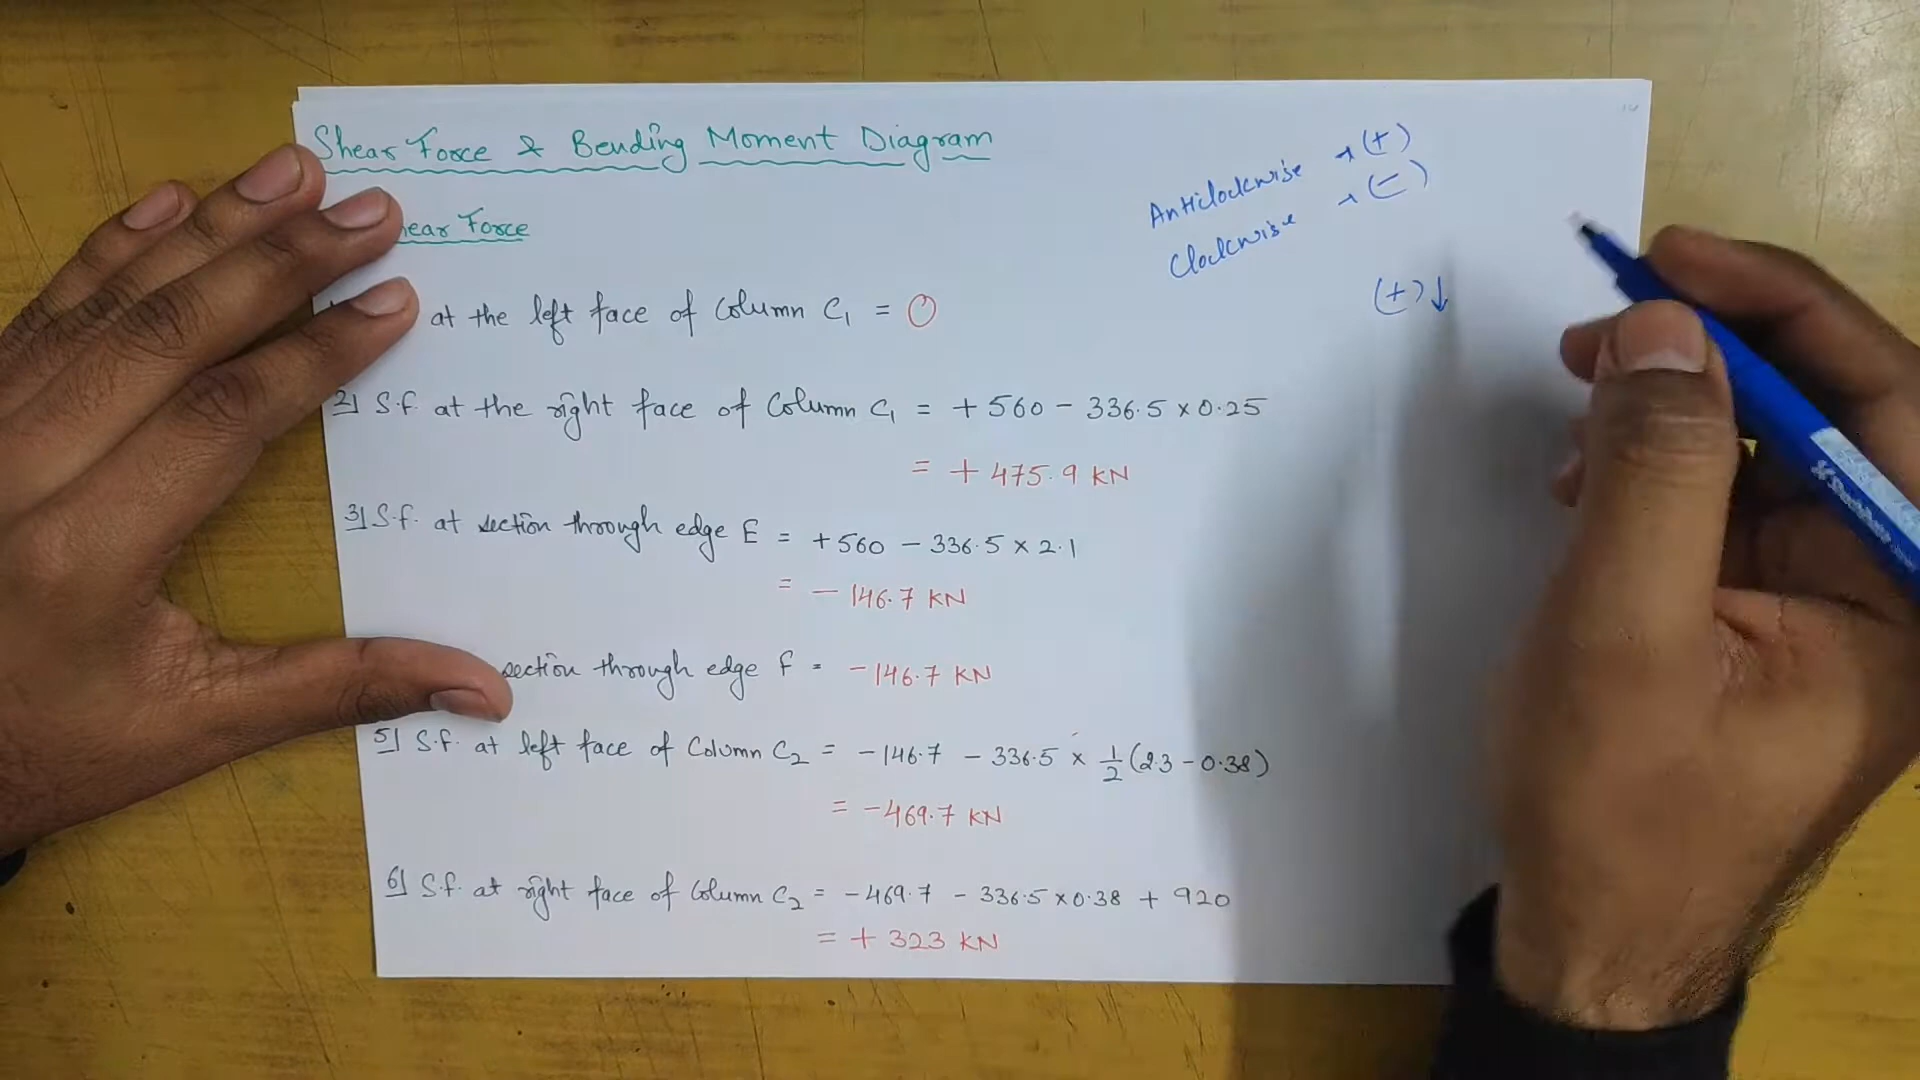 Shear Force & Bending Moment Diagram
Anticlockwise → (+)
Clockwise → (-)
hear Force
(+) ↓
at the left face of Column C₁ = 0
2] S.f. at the right face of Column C₁ = + 560 - 336.5 × 0.25
= + 475.9 KN
3] S.f. at section through edge E = +560 - 336.5 × 2.1
= - 146.7 KN
section through edge f = -146.7 KN
5] S.f. at left face of Column C₂ = -146.7 - 336.5 × 1/2 (2.3 - 0.38)
= -469.7 KN
6] S.f. at right face of Column C₂ = -469.7 - 336.5 × 0.38 + 920
= + 323 KN